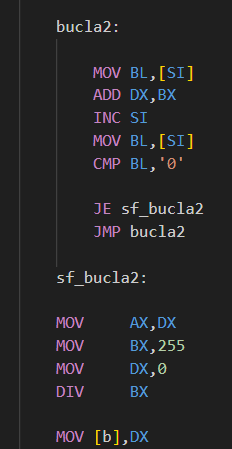 bucla2:
MOV BL,[SI]
ADD DX,BX
INC SI
MOV BL,[SI]
CMP BL,'0'
JE sf_bucla2
JMP bucla2
sf_bucla2:
MOV AX,DX
MOV BX,255
MOV DX,0
DIV BX
MOV [b],DX